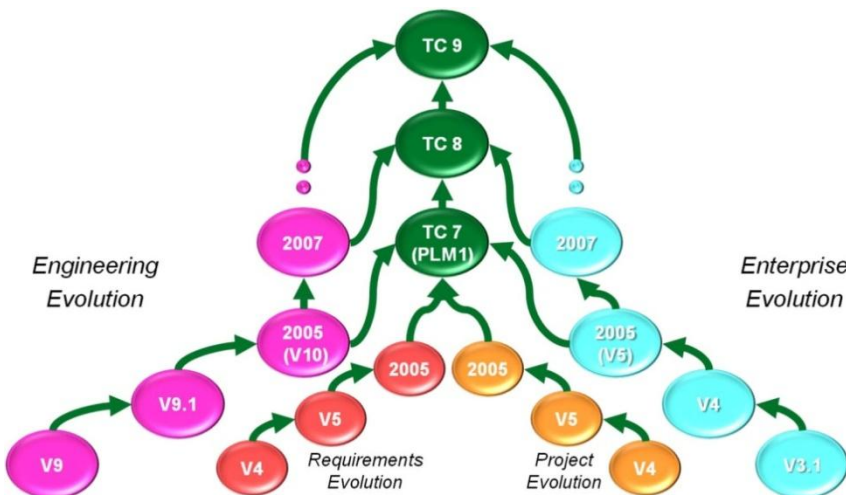 TC 9
TC 8
2007
TC 7
(PLM1)
2007
Engineering
Evolution
Enterprise
Evolution
2005
(V10)
2005
2005
2005
(V5)
V9.1
V5
V5
V4
V9
V4
Requirements
Evolution
Project
Evolution
V4
V3.1